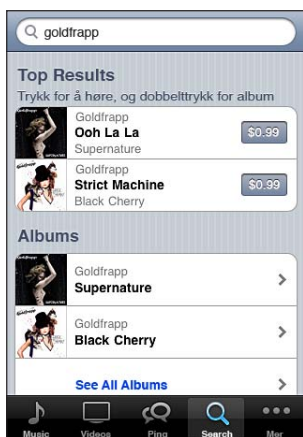 goldfrapp
Top Results
Trykk for å høre, og dobbelttrykk for album
Goldfrapp
Ooh La La
Supernature
$0.99
Goldfrapp
Strict Machine
Black Cherry
$0.99
Albums
Goldfrapp
Supernature
Goldfrapp
Black Cherry
See All Albums
Music
Videos
Ping
Search
Mer